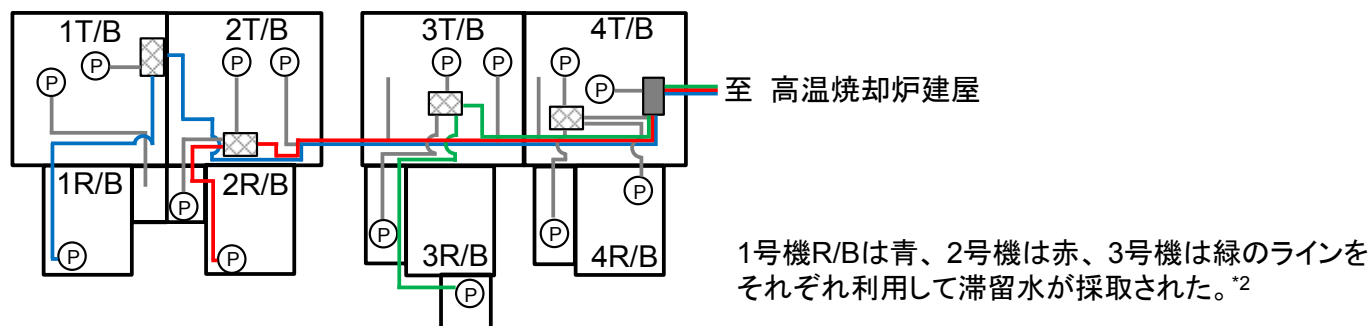 1T/B 2T/B 3T/B 4T/B
P P P P P P P
P
至 高温焼却炉建屋
1R/B 2R/B
P
P
P P
3R/B 4R/B
P P
P
P
1号機R/Bは青、2号機は赤、3号機は緑のラインを
それぞれ利用して滞留水が採取された。*2